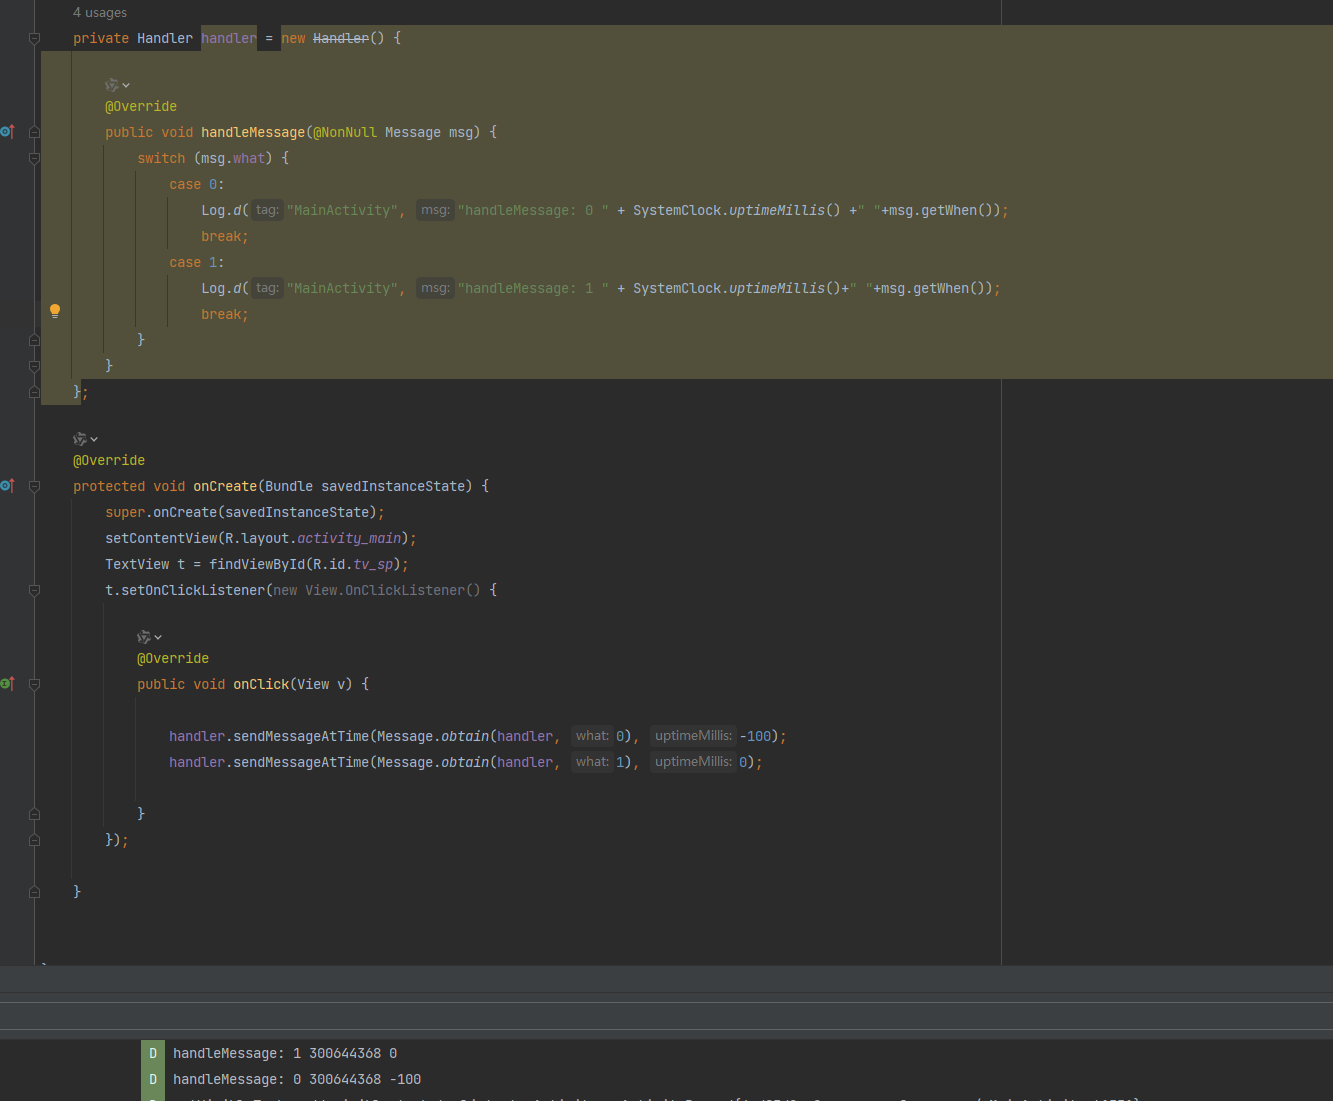 4 usages
private Handler handler = new Handler() {
@Override
public void handleMessage(@NonNull Message msg) {
switch (msg.what) {
case 0:
Log.d( tag: "MainActivity", msg: "handleMessage: 0 " + SystemClock.uptimeMillis() +" "+msg.getWhen());
break;
case 1:
Log.d( tag: "MainActivity", msg: "handleMessage: 1 " + SystemClock.uptimeMillis()+" "+msg.getWhen());
break;
}
}
};
@Override
protected void onCreate(Bundle savedInstanceState) {
super.onCreate(savedInstanceState);
setContentView(R.layout.activity_main);
TextView t = findViewById(R.id.tv_sp);
t.setOnClickListener(new View.OnClickListener() {
@Override
public void onClick(View v) {
handler.sendMessageAtTime(Message.obtain(handler, what: 0), uptimeMillis: -100);
handler.sendMessageAtTime(Message.obtain(handler, what: 1), uptimeMillis: 0);
}
});
}
D handleMessage: 1 300644368 0
D handleMessage: 0 300644368 -100